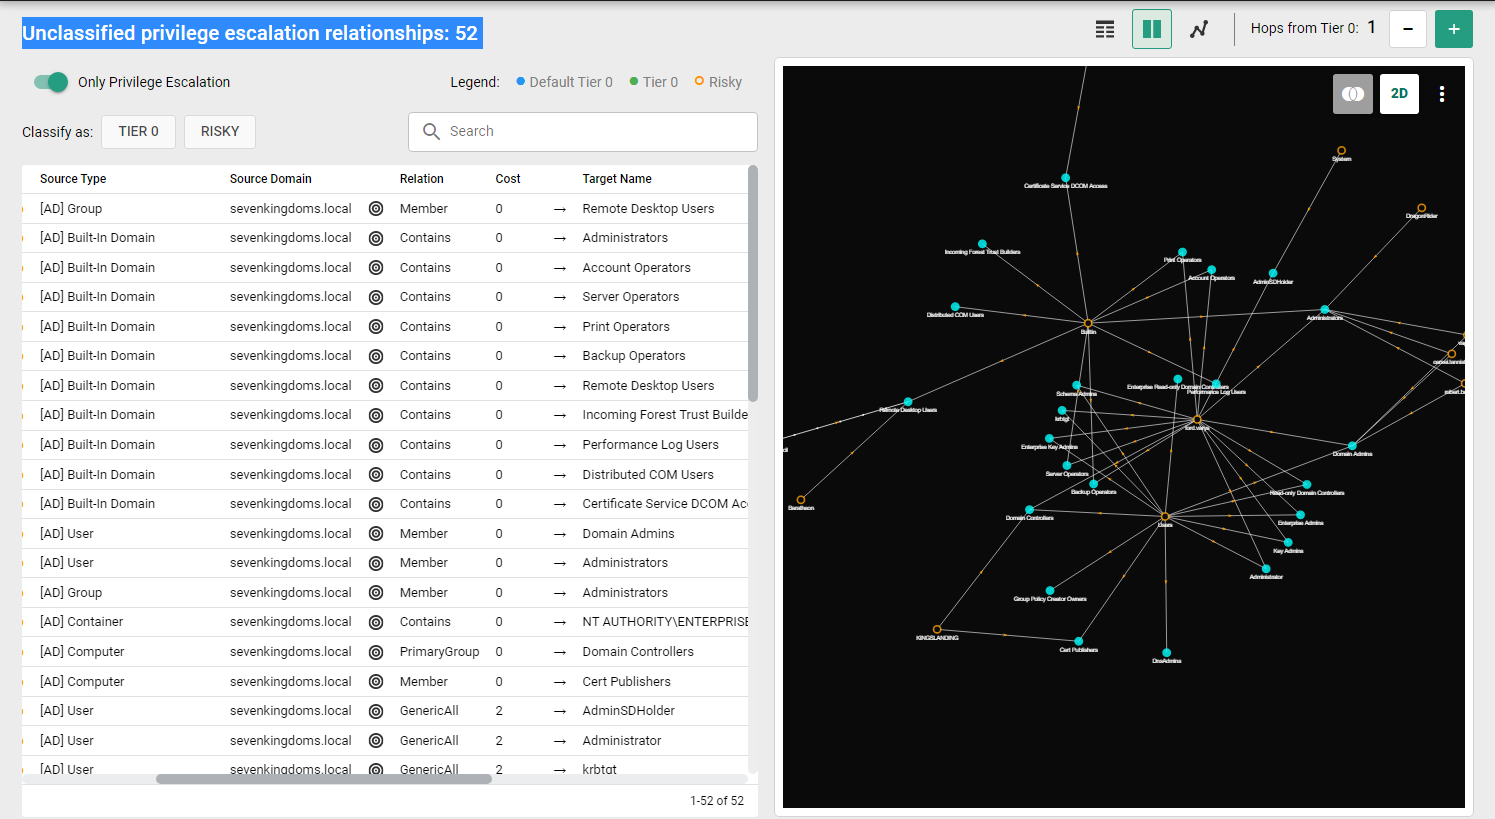 Unclassified privilege escalation relationships: 52
Hops from Tier 0: 1 − +
Only Privilege Escalation
Legend: Default Tier 0 Tier 0 Risky
Classify as: TIER 0 RISKY
Search
Source Type Source Domain Relation Cost Target Name
[AD] Group sevenkingdoms.local Member 0 → Remote Desktop Users
[AD] Built-In Domain sevenkingdoms.local Contains 0 → Administrators
[AD] Built-In Domain sevenkingdoms.local Contains 0 → Account Operators
[AD] Built-In Domain sevenkingdoms.local Contains 0 → Server Operators
[AD] Built-In Domain sevenkingdoms.local Contains 0 → Print Operators
[AD] Built-In Domain sevenkingdoms.local Contains 0 → Backup Operators
[AD] Built-In Domain sevenkingdoms.local Contains 0 → Remote Desktop Users
[AD] Built-In Domain sevenkingdoms.local Contains 0 → Incoming Forest Trust Builde
[AD] Built-In Domain sevenkingdoms.local Contains 0 → Performance Log Users
[AD] Built-In Domain sevenkingdoms.local Contains 0 → Distributed COM Users
[AD] Built-In Domain sevenkingdoms.local Contains 0 → Certificate Service DCOM Ac
[AD] User sevenkingdoms.local Member 0 → Domain Admins
[AD] User sevenkingdoms.local Member 0 → Administrators
[AD] Group sevenkingdoms.local Member 0 → Administrators
[AD] Container sevenkingdoms.local Contains 0 → NT AUTHORITY\ENTERPRISE
[AD] Computer sevenkingdoms.local PrimaryGroup 0 → Domain Controllers
[AD] Computer sevenkingdoms.local Member 0 → Cert Publishers
[AD] User sevenkingdoms.local GenericAll 2 → AdminSDHolder
[AD] User sevenkingdoms.local GenericAll 2 → Administrator
[AD] User sevenkingdoms.local GenericAll 2 → krbtgt
1-52 of 52
2D
System
Certificate Service DCOM Access
DragonRider
Incoming Forest Trust Builders
Print Operators
Account Operators
AdminSDHolder
Distributed COM Users
Administrators
Builtin
Enterprise Read-only Domain Controllers
Performance Log Users
Schema Admins
Remote Desktop Users
krbtgt
lord.varys
Enterprise Key Admins
Domain Admins
Server Operators
Backup Operators
Read-only Domain Controllers
Baratheon
Domain Controllers
Users
Enterprise Admins
Key Admins
Administrator
Group Policy Creator Owners
KINGSLANDING
Cert Publishers
DnsAdmins